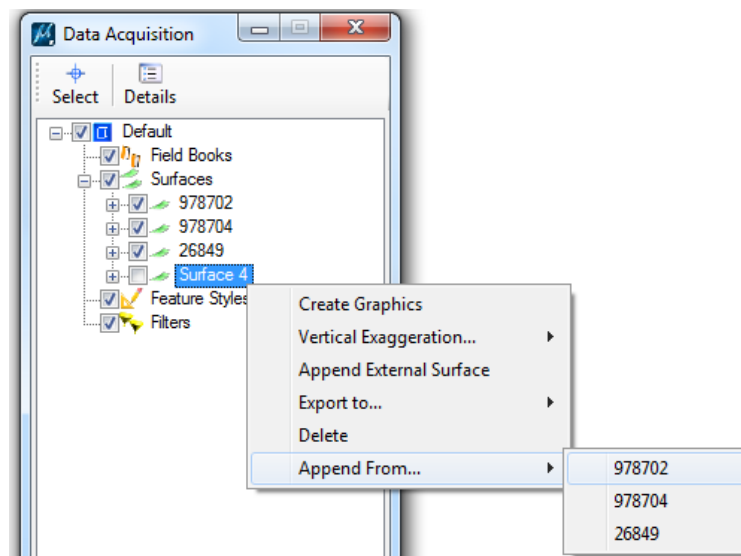 Data Acquisition
Select Details
Default
Field Books
Surfaces
978702
978704
26849
Surface 4
Feature Styles
Filters
Create Graphics
Vertical Exaggeration...
Append External Surface
Export to...
Delete
Append From...
978702
978704
26849